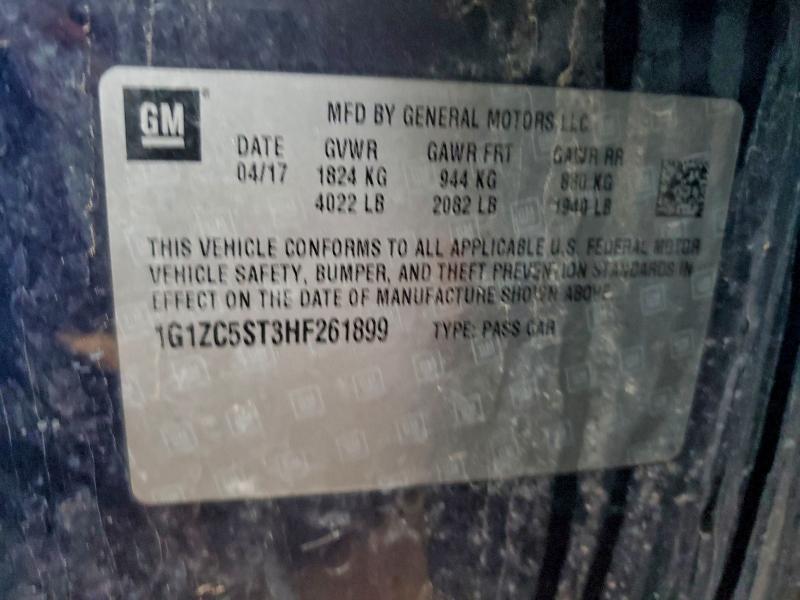 GM
MFD BY GENERAL MOTORS LLC
DATE GVWR GAWR FRT GAWR RR
04/17 1824 KG 944 KG 880 KG
4022 LB 2082 LB 1940 LB
THIS VEHICLE CONFORMS TO ALL APPLICABLE U.S. FEDERAL MOTOR
VEHICLE SAFETY, BUMPER, AND THEFT PREVENTION STANDARDS IN
EFFECT ON THE DATE OF MANUFACTURE SHOWN ABOVE.
1G1ZC5ST3HF261899 TYPE: PASS CAR